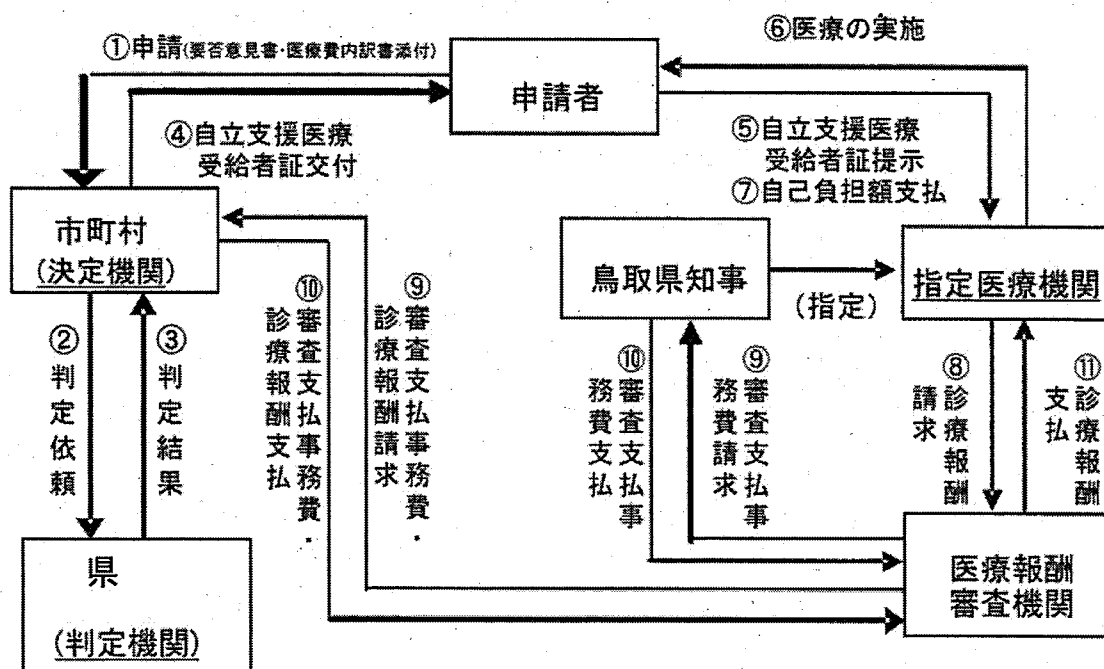 ①申請(要否意見書・医療費内訳書添付)
⑥医療の実施
申請者
④自立支援医療
受給者証交付
⑤自立支援医療
受給者証提示
⑦自己負担額支払
市町村
(決定機関)
鳥取県知事
(指定)
指定医療機関
②判定依頼
③判定結果
⑩審査支払事務費・
診療報酬支払
⑨審査支払事務費・
診療報酬請求
⑩審査支払事
務費支払
⑨審査支払事
務費請求
⑧診療報酬
請求
⑪診療報酬
支払
県
(判定機関)
医療報酬
審査機関